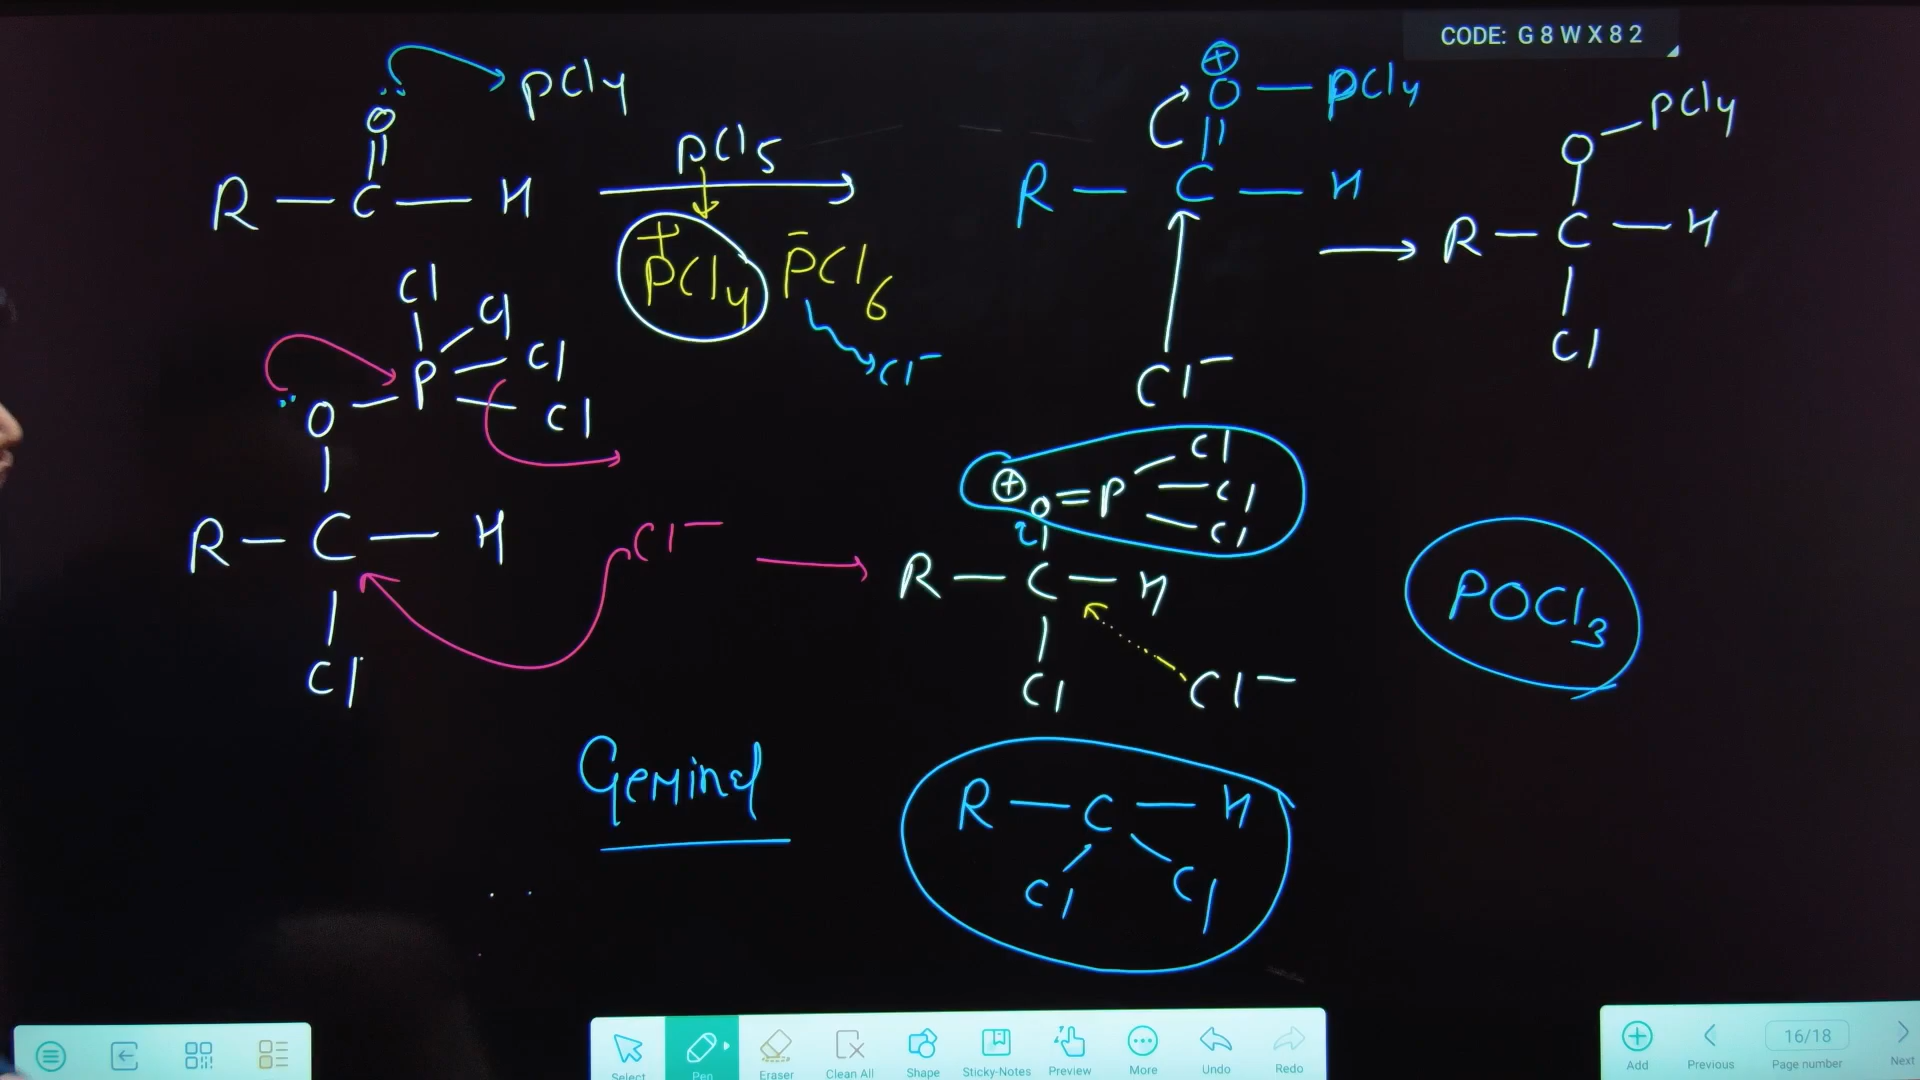 CODE: G8WX82
PCl4
O
R — C — H
PCl5
PCl4
PCl6
Cl⁻
⊕
O — PCl4
R — C — H
Cl⁻
O — PCl4
R — C — H
Cl
Cl
Cl
O — P Cl
Cl
R — C — H
Cl
Cl⁻
⊕ O = P Cl
Cl
Cl
R — C — H
Cl
Cl⁻
POCl3
Geminal
R — C — H
Cl Cl
Select
Pen
Eraser
Clean All
Shape
Sticky-Notes
Preview
More
Undo
Redo
Add
Previous
16/18
Page number
Next